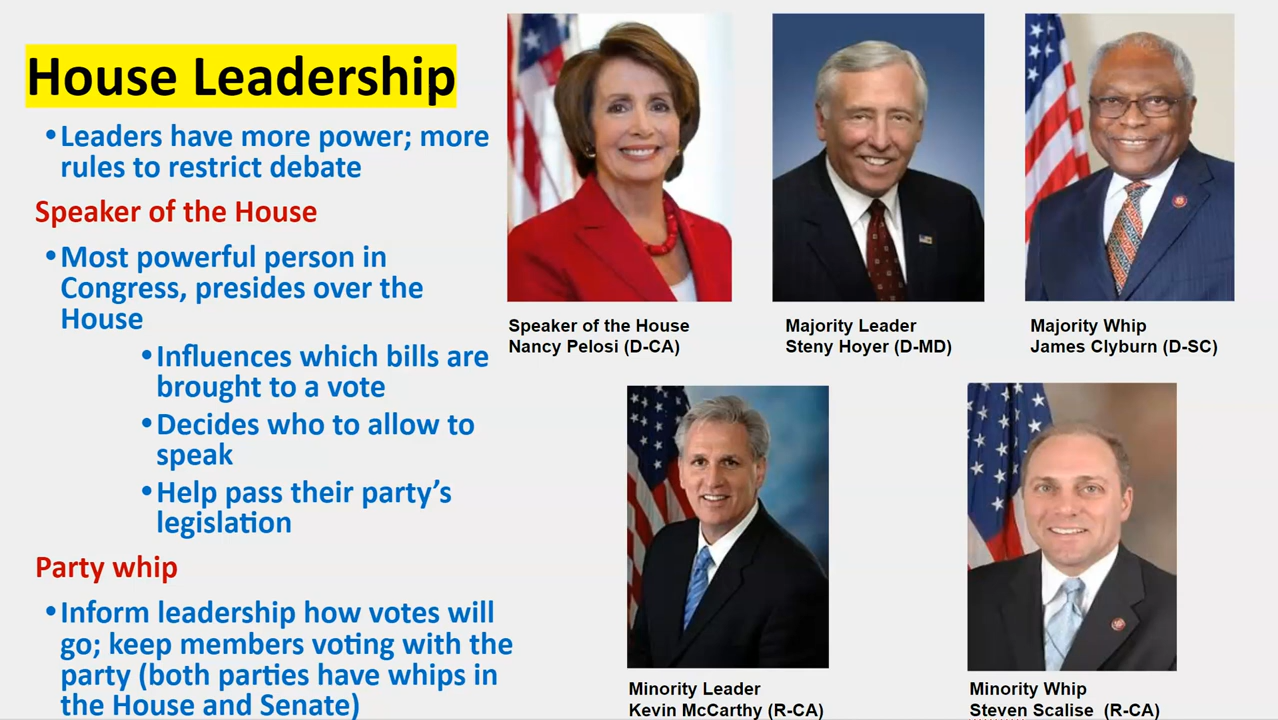 House Leadership
•Leaders have more power; more
rules to restrict debate
Speaker of the House
•Most powerful person in
Congress, presides over the
House
•Influences which bills are
brought to a vote
•Decides who to allow to
speak
•Help pass their party’s
legislation
Party whip
•Inform leadership how votes will
go; keep members voting with the
party (both parties have whips in
the House and Senate)
Speaker of the House
Nancy Pelosi (D-CA)
Majority Leader
Steny Hoyer (D-MD)
Majority Whip
James Clyburn (D-SC)
Minority Leader
Kevin McCarthy (R-CA)
Minority Whip
Steven Scalise (R-CA)